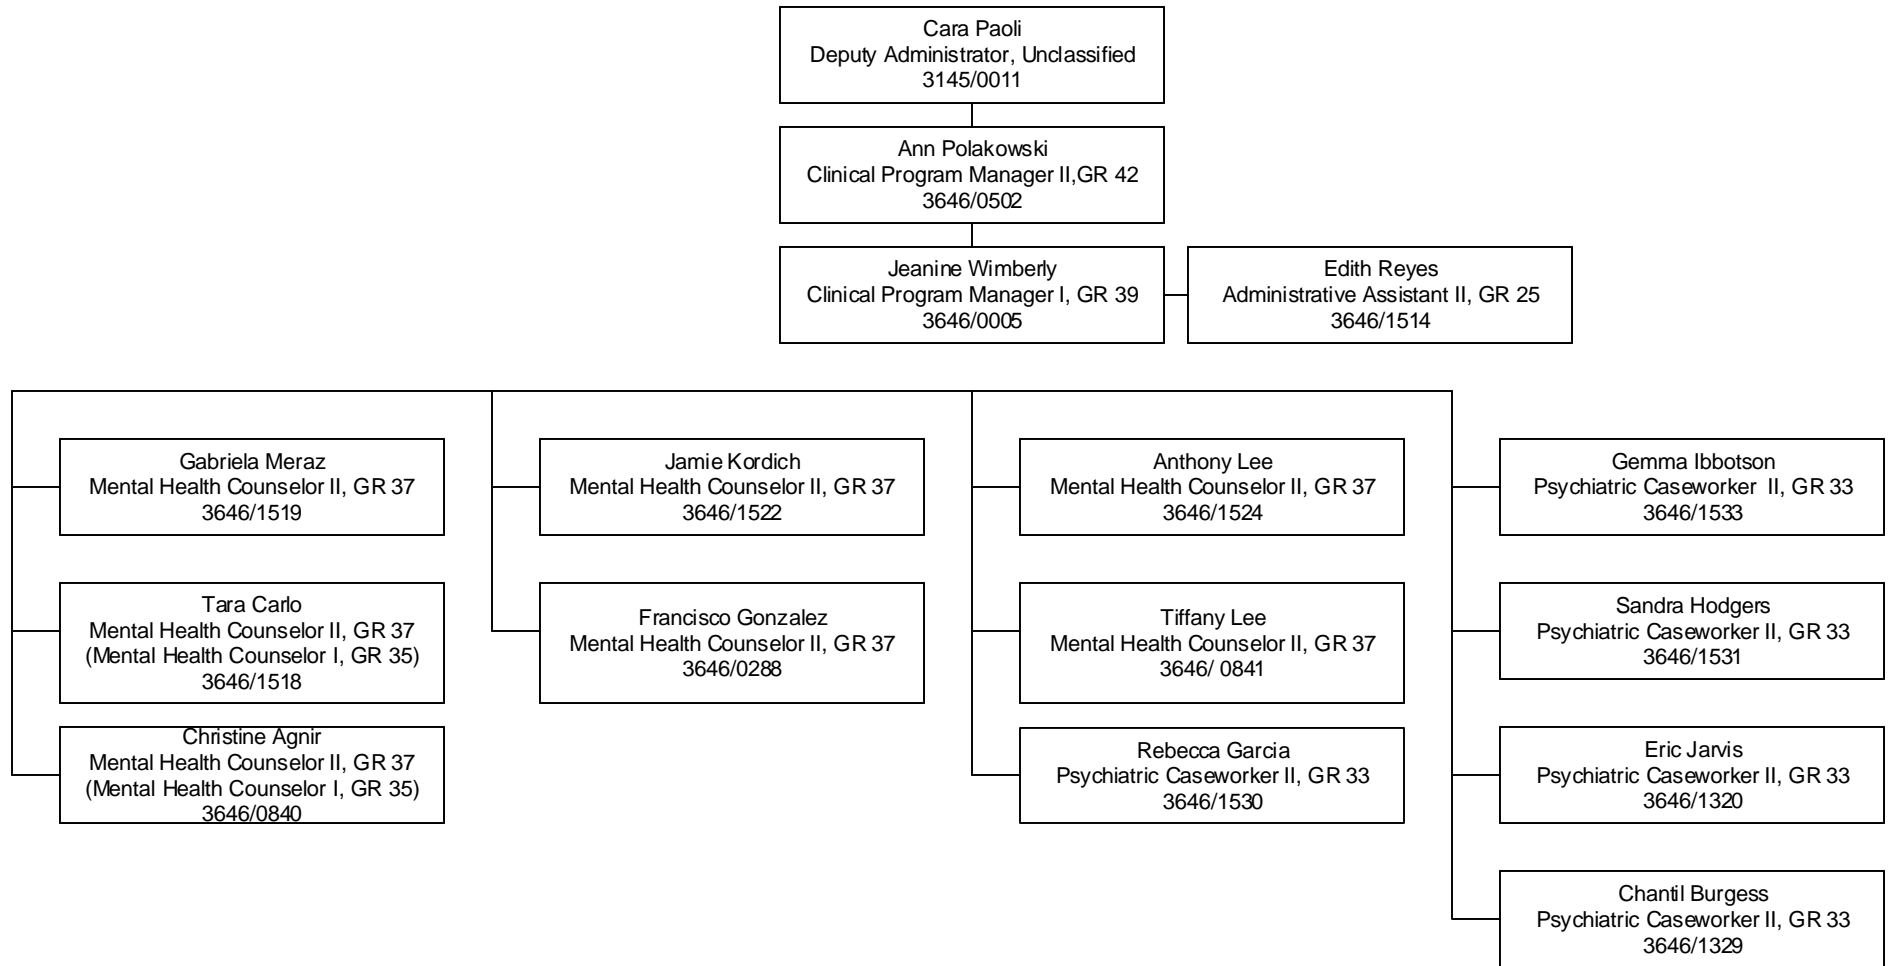 Cara Paoli
Deputy Administrator, Unclassified
3145/0011
Ann Polakowski
Clinical Program Manager II,GR 42
3646/0502
Jeanine Wimberly
Clinical Program Manager I, GR 39
3646/0005
Edith Reyes
Administrative Assistant II, GR 25
3646/1514
Gabriela Meraz
Mental Health Counselor II, GR 37
3646/1519
Tara Carlo
Mental Health Counselor II, GR 37
(Mental Health Counselor I, GR 35)
3646/1518
Christine Agnir
Mental Health Counselor II, GR 37
(Mental Health Counselor I, GR 35)
3646/0840
Jamie Kordich
Mental Health Counselor II, GR 37
3646/1522
Francisco Gonzalez
Mental Health Counselor II, GR 37
3646/0288
Anthony Lee
Mental Health Counselor II, GR 37
3646/1524
Tiffany Lee
Mental Health Counselor II, GR 37
3646/ 0841
Rebecca Garcia
Psychiatric Caseworker II, GR 33
3646/1530
Gemma Ibbotson
Psychiatric Caseworker  II, GR 33
3646/1533
Sandra Hodgers
Psychiatric Caseworker II, GR 33
3646/1531
Eric Jarvis
Psychiatric Caseworker II, GR 33
3646/1320
Chantil Burgess
Psychiatric Caseworker II, GR 33
3646/1329